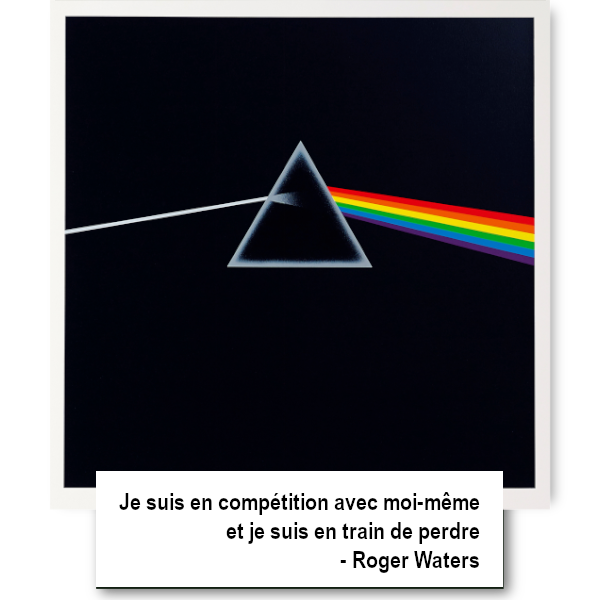 Je suis en compétition avec moi-même
et je suis en train de perdre
- Roger Waters